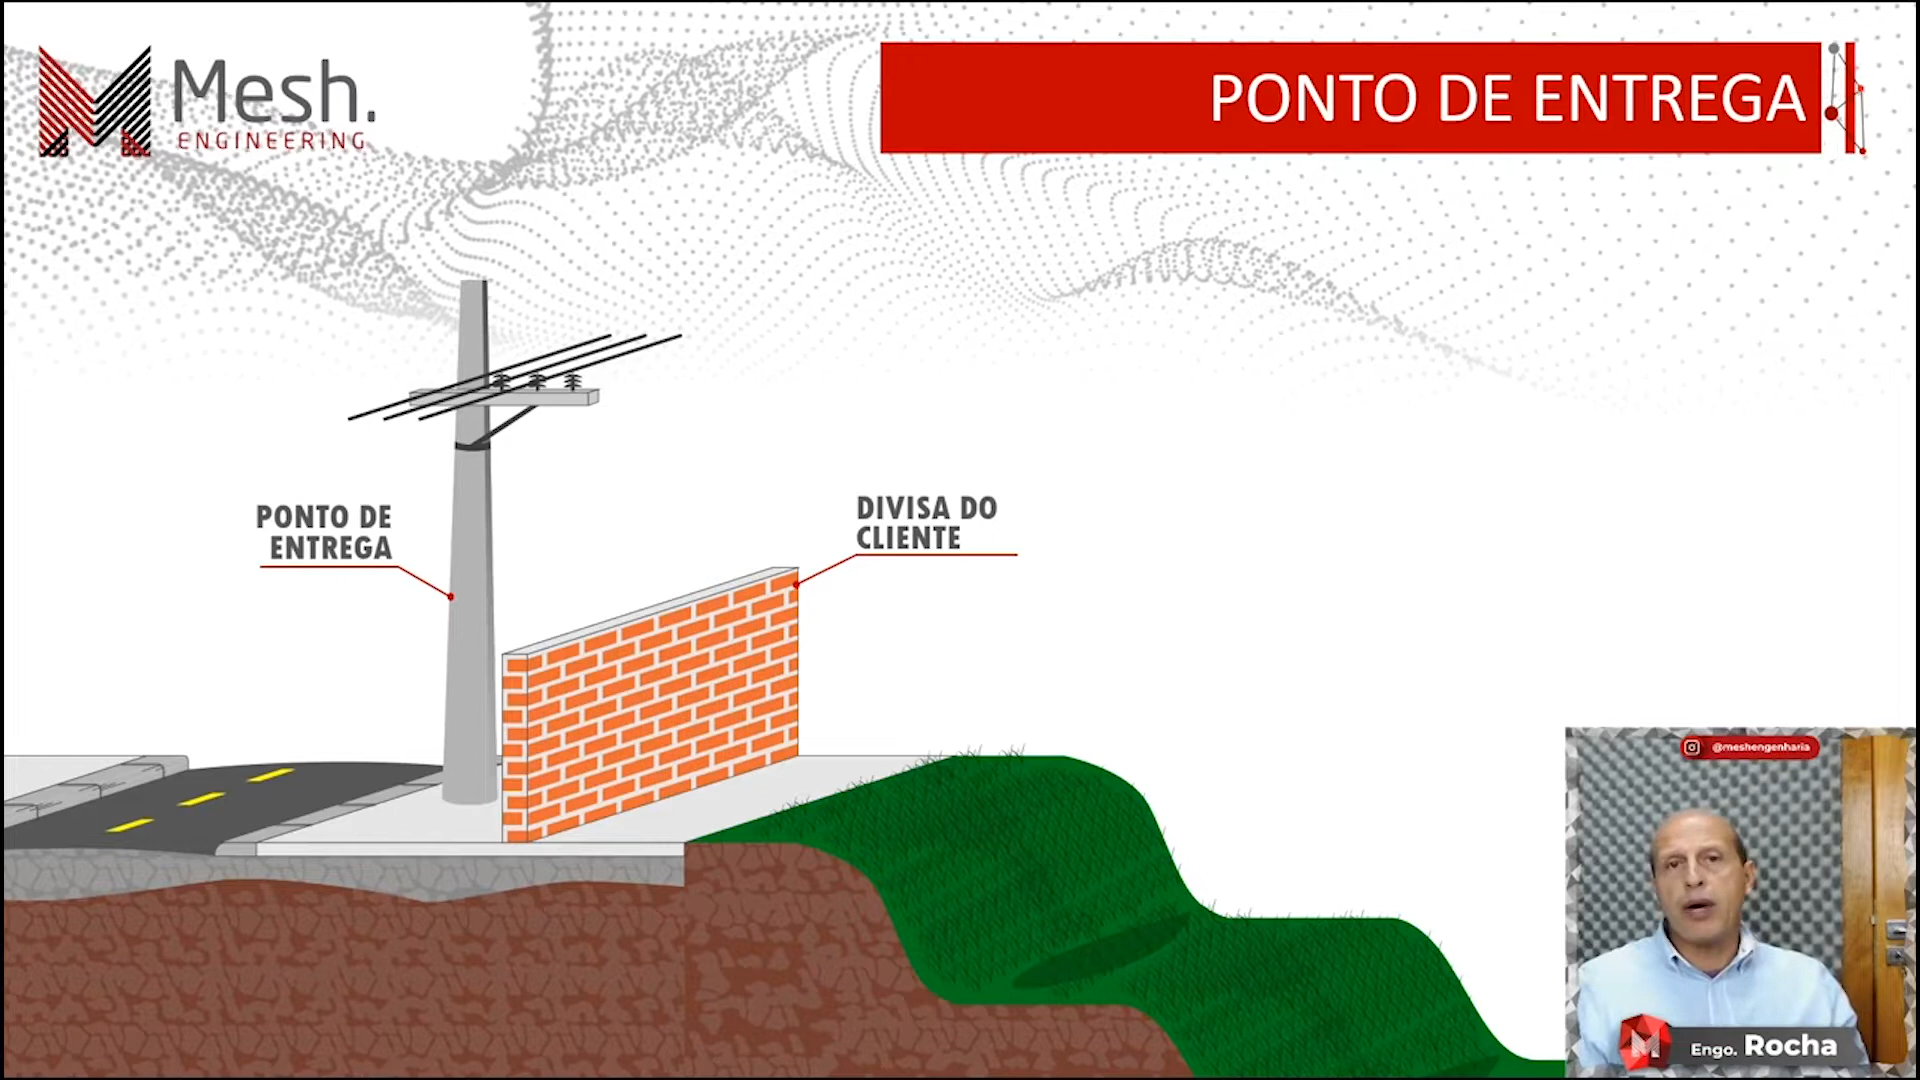 Mesh.
ENGINEERING
PONTO DE ENTREGA
PONTO DE
ENTREGA
DIVISA DO
CLIENTE
@meshengenharia
Engo. Rocha